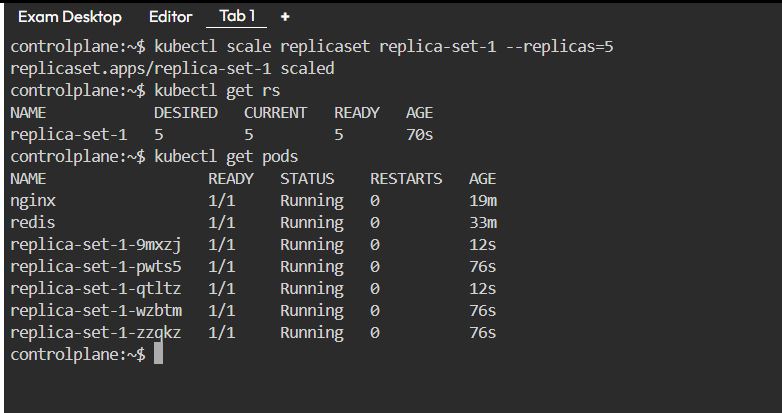 Exam Desktop Editor Tab 1 +
controlplane:~$ kubectl scale replicaset replica-set-1 --replicas=5
replicaset.apps/replica-set-1 scaled
controlplane:~$ kubectl get rs
NAME DESIRED CURRENT READY AGE
replica-set-1 5 5 5 70s
controlplane:~$ kubectl get pods
NAME READY STATUS RESTARTS AGE
nginx 1/1 Running 0 19m
redis 1/1 Running 0 33m
replica-set-1-9mxzj 1/1 Running 0 12s
replica-set-1-pwts5 1/1 Running 0 76s
replica-set-1-qtltz 1/1 Running 0 12s
replica-set-1-wzbtm 1/1 Running 0 76s
replica-set-1-zzqkz 1/1 Running 0 76s
controlplane:~$